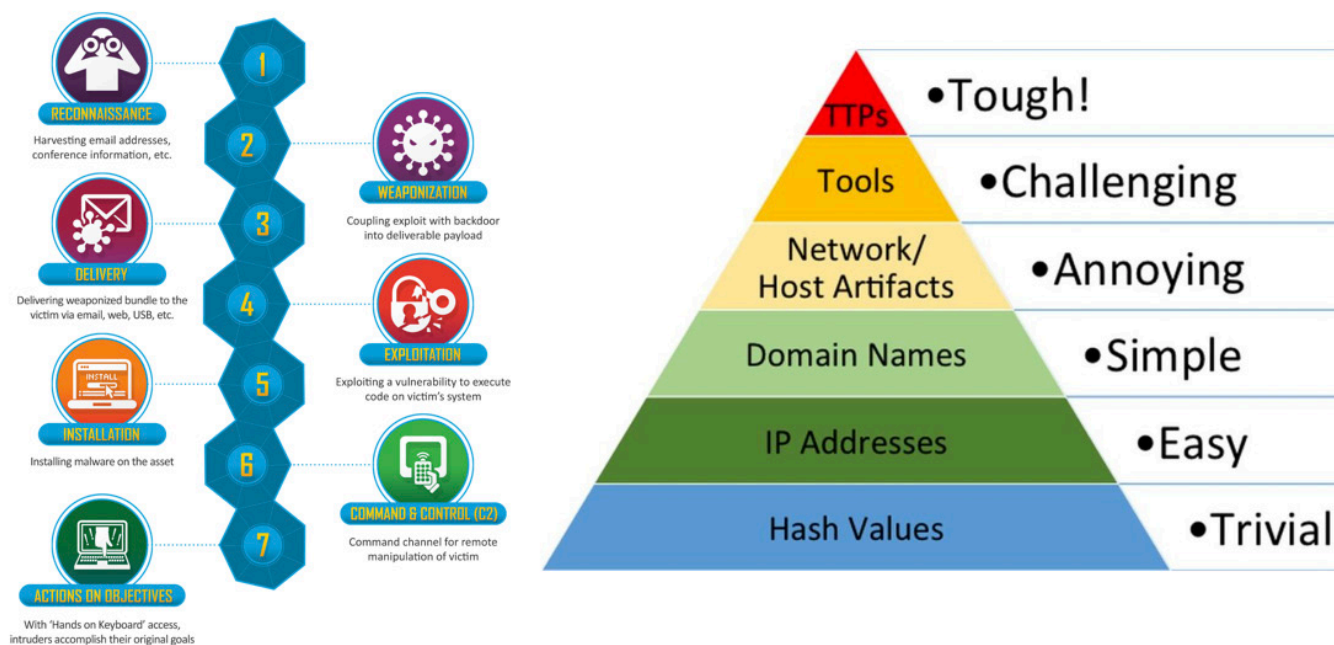 1
RECONNAISSANCE
Harvesting email addresses,
conference information, etc.
2
WEAPONIZATION
Coupling exploit with backdoor
into deliverable payload
3
DELIVERY
Delivering weaponized bundle to the
victim via email, web, USB, etc.
4
EXPLOITATION
Exploiting a vulnerability to execute
code on victim's system
5
INSTALL
INSTALLATION
Installing malware on the asset
6
COMMAND & CONTROL (C2)
Command channel for remote
manipulation of victim
7
ACTIONS ON OBJECTIVES
With 'Hands on Keyboard' access,
intruders accomplish their original goals
TTPs
•Tough!
Tools
•Challenging
Network/
Host Artifacts
•Annoying
Domain Names
•Simple
IP Addresses
•Easy
Hash Values
•Trivial